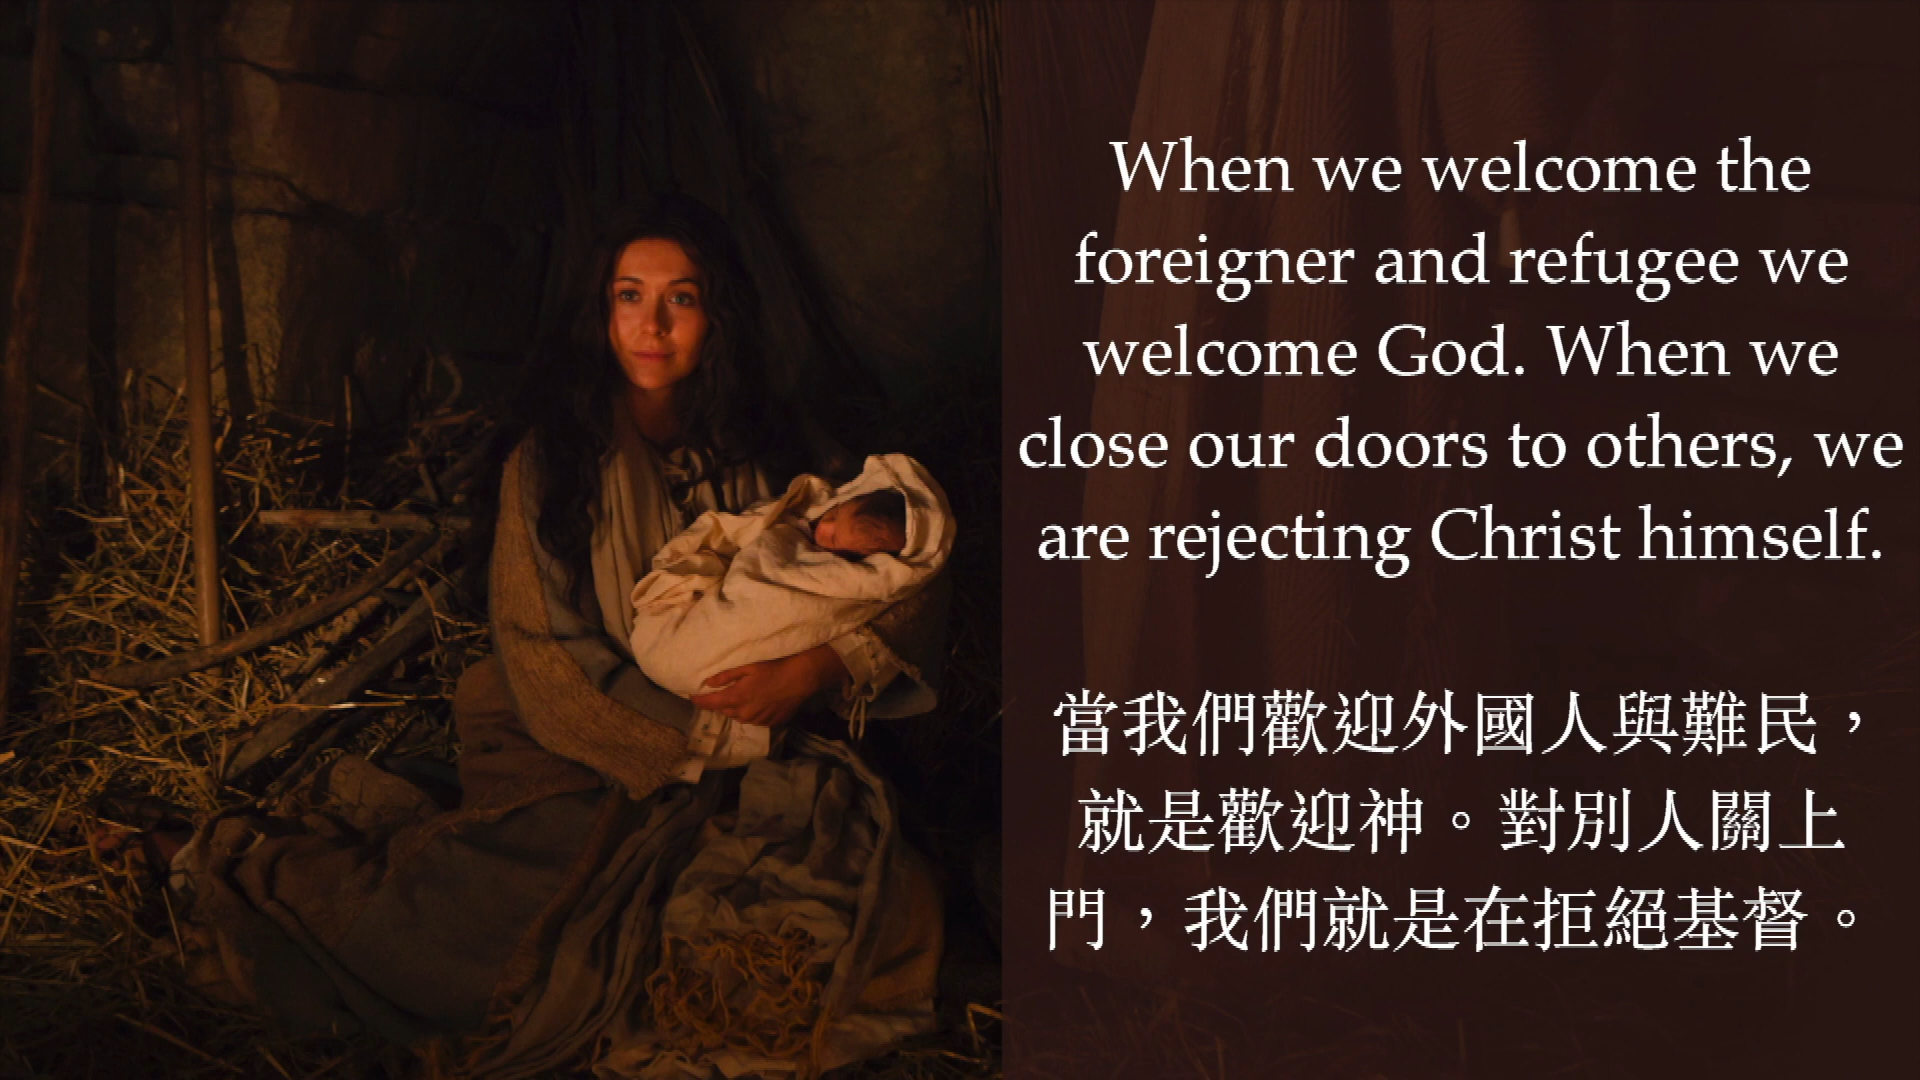 When we welcome the
foreigner and refugee we
welcome God. When we
close our doors to others, we
are rejecting Christ himself.
當我們歡迎外國人與難民，
就是歡迎神。對別人關上
門，我們就是在拒絕基督。